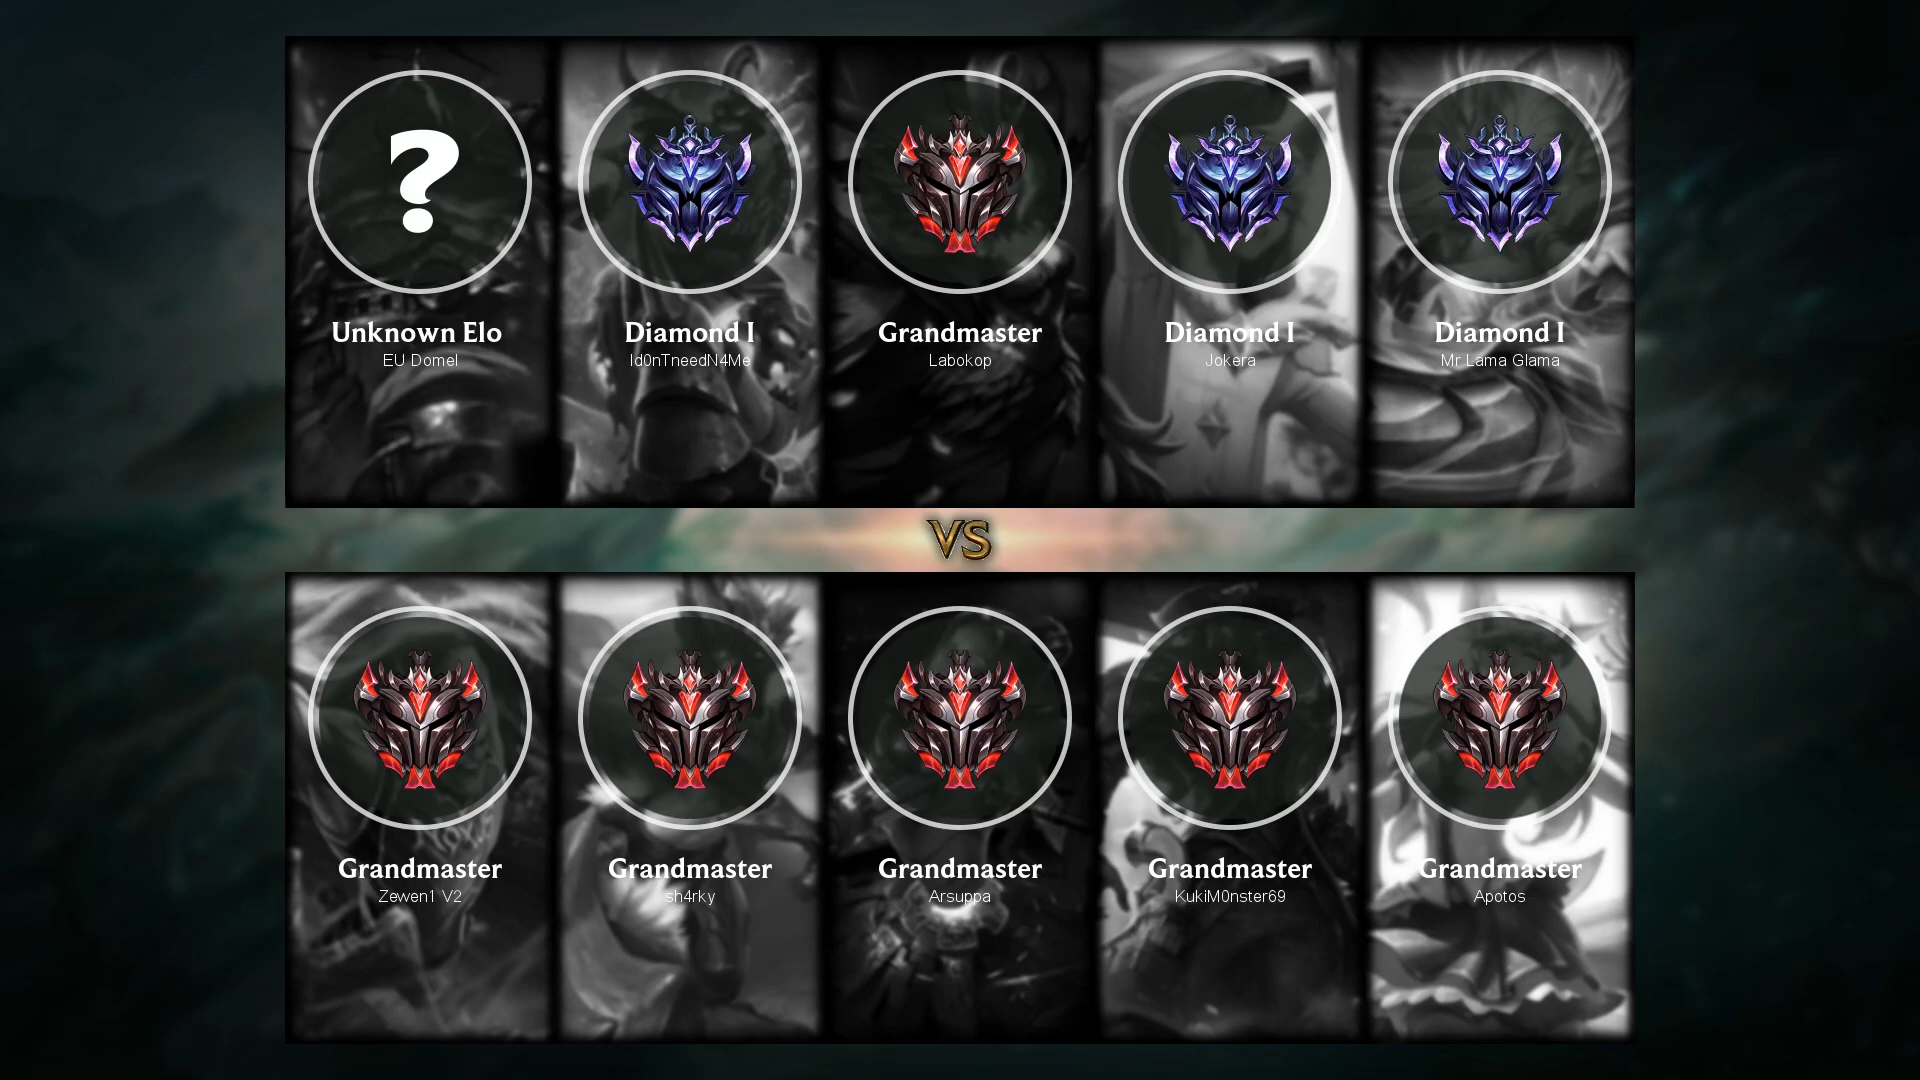 ?
Unknown Elo
EU Domel
Diamond I
Id0nTneedN4Me
Grandmaster
Labokop
Diamond I
Jokera
Diamond I
Mr Lama Glama
VS
Grandmaster
Zewen1 V2
Grandmaster
sh4rky
Grandmaster
Arsuppa
Grandmaster
KukiM0nster69
Grandmaster
Apotos